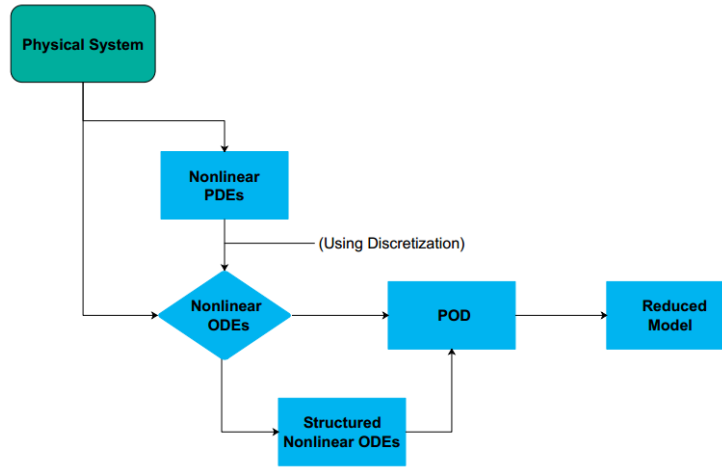 Physical System
Nonlinear
PDEs
(Using Discretization)
Nonlinear
ODEs
POD
Reduced
Model
Structured
Nonlinear ODEs